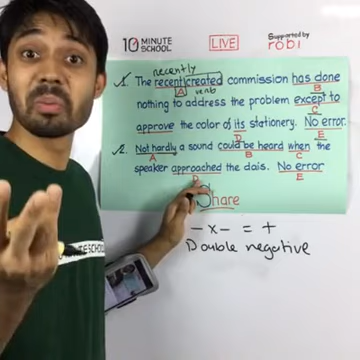 10 MINUTE SCHOOL
LIVE
Supported by
robi
recently
1. The recent created commission has done
A verb B
nothing to address the problem except to
C
approve the color of its stationery. No error.
D E
2. Not hardly a sound could be heard when the
A B C
speaker approached the dais. No error
D E
Share
- x - = +
Double negative